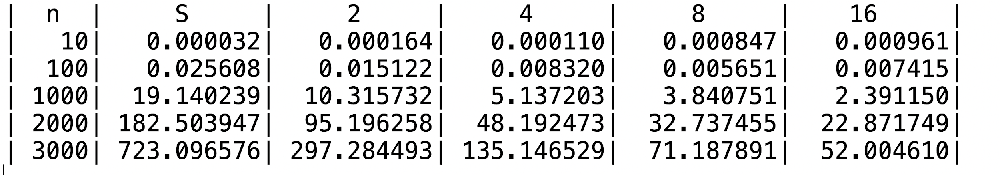 | n | S | 2 | 4 | 8 | 16 |
| 10| 0.000032| 0.000164| 0.000110| 0.000847| 0.000961|
| 100| 0.025608| 0.015122| 0.008320| 0.005651| 0.007415|
| 1000| 19.140239| 10.315732| 5.137203| 3.840751| 2.391150|
| 2000| 182.503947| 95.196258| 48.192473| 32.737455| 22.871749|
| 3000| 723.096576| 297.284493| 135.146529| 71.187891| 52.004610|